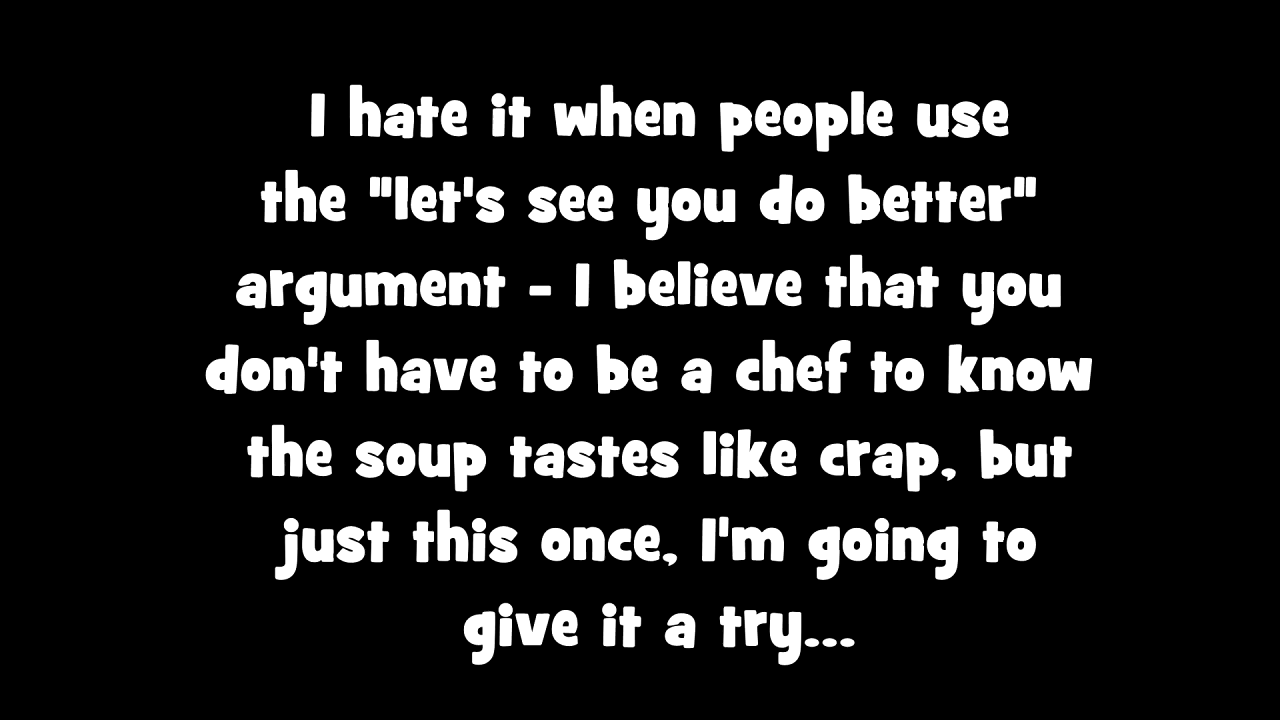 I hate it when people use
the "let's see you do better"
argument - I believe that you
don't have to be a chef to know
the soup tastes like crap, but
just this once, I'm going to
give it a try...